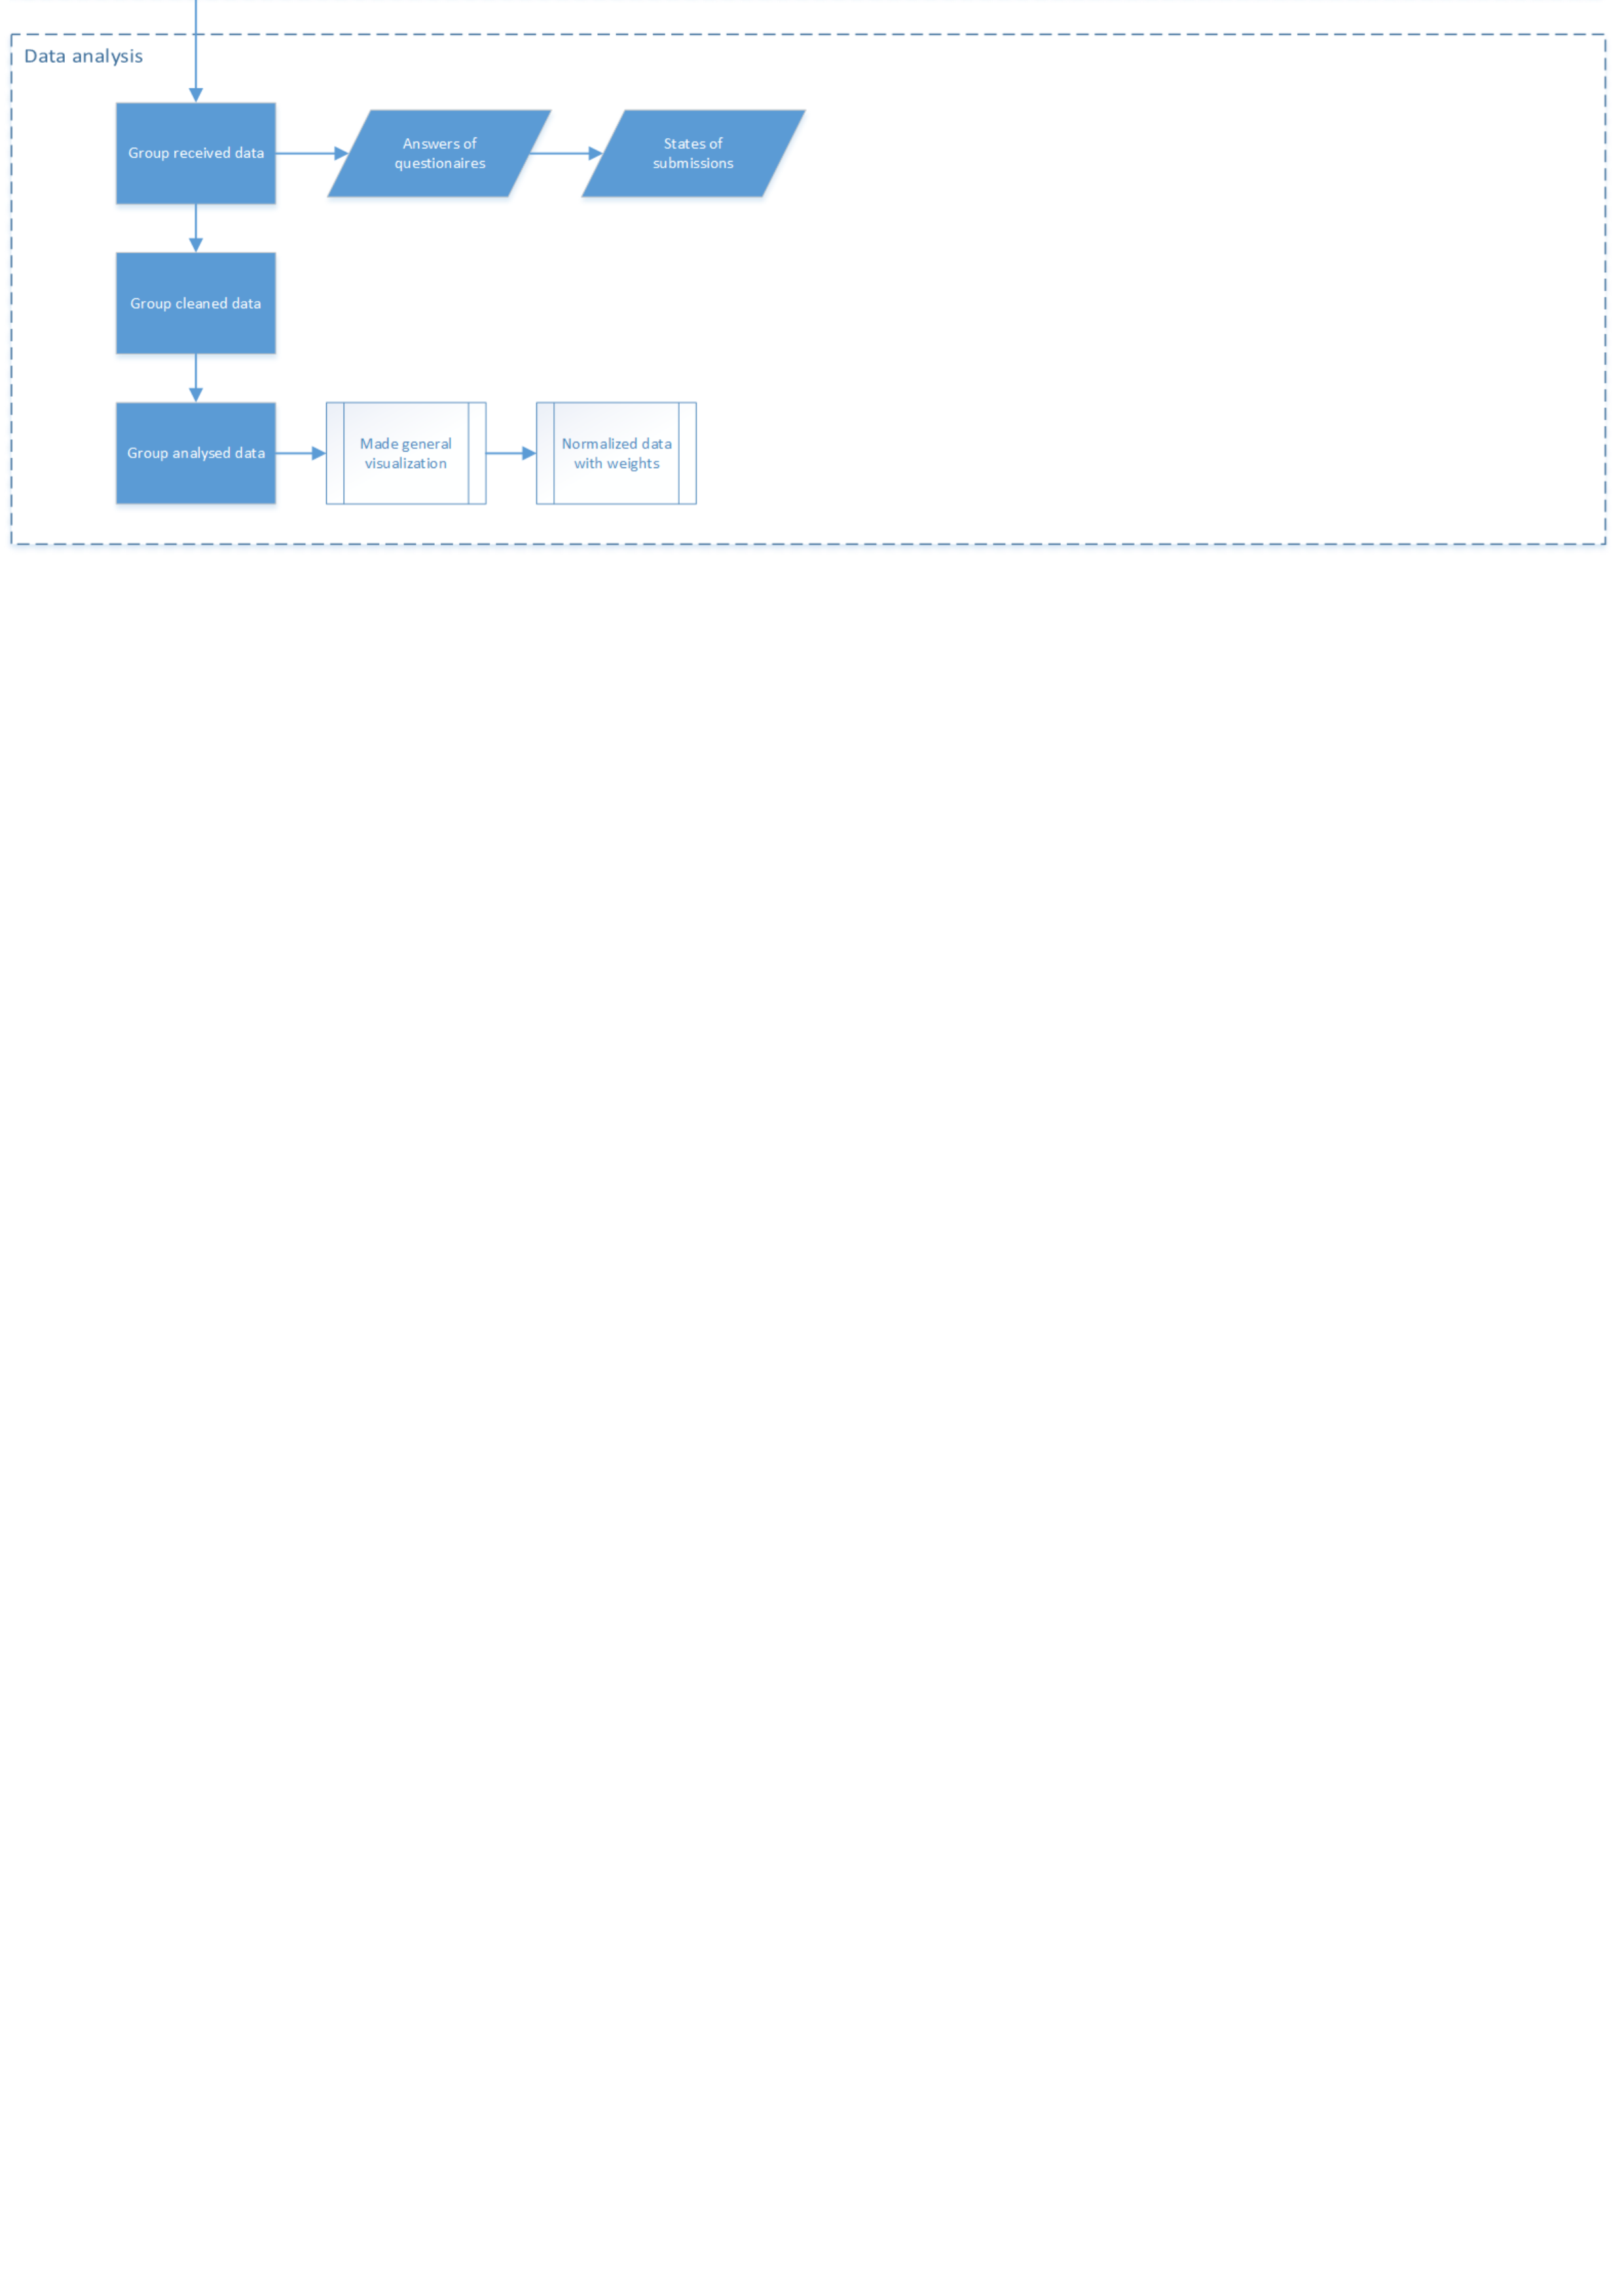 Data analysis
Group received data
Answers of
questionaires
States of
submissions
Group cleaned data
Group analysed data
Made general
visualization
Normalized data
with weights